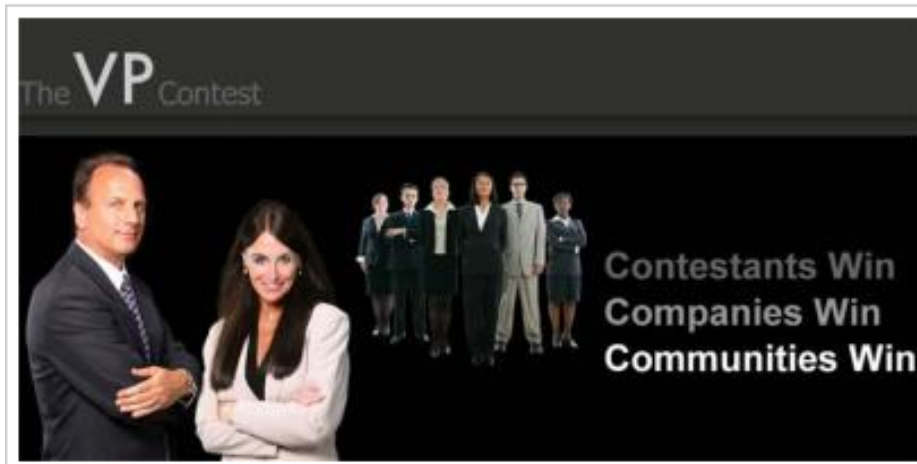 The VP Contest
Contestants Win
Companies Win
Communities Win